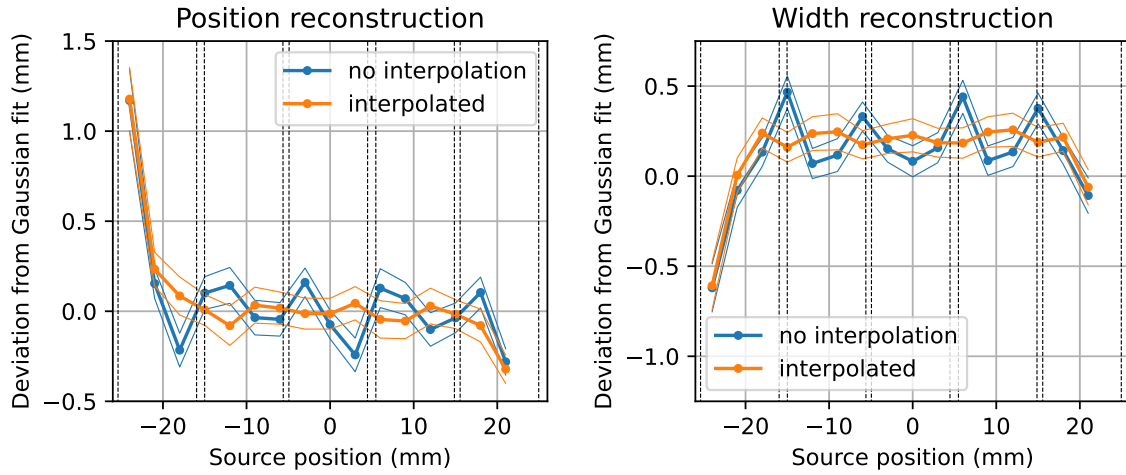 Position reconstruction
Deviation from Gaussian fit (mm)
1.5
1.0
0.5
0.0
−0.5
no interpolation
interpolated
−20
−10
0
10
20
Source position (mm)
Width reconstruction
Deviation from Gaussian fit (mm)
0.5
0.0
−0.5
−1.0
no interpolation
interpolated
−20
−10
0
10
20
Source position (mm)